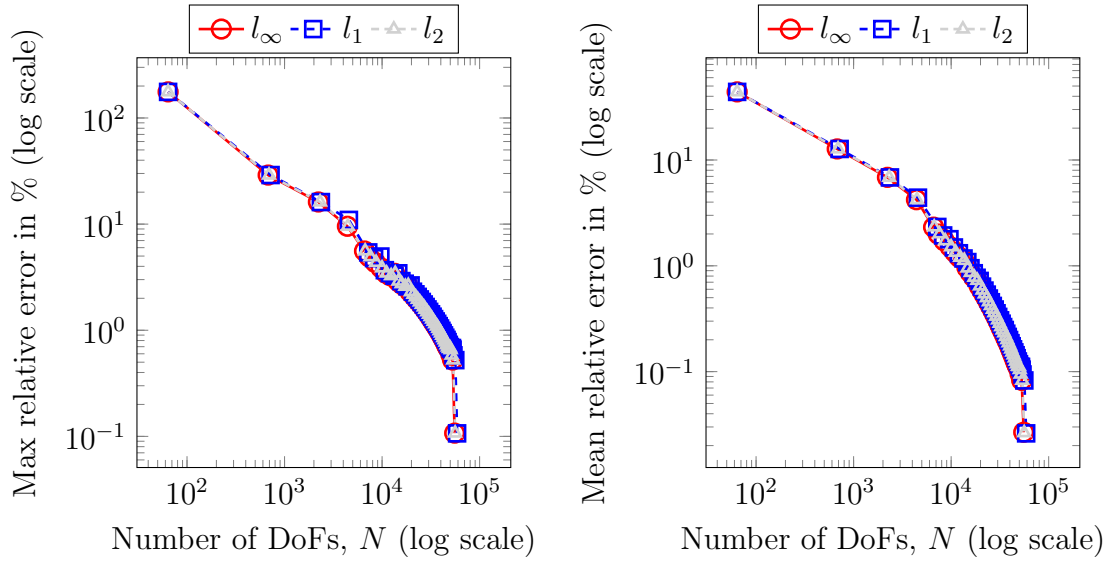 l∞ l1 l2
Max relative error in % (log scale)
10^2
10^1
10^0
10^−1
10^2 10^3 10^4 10^5
Number of DoFs, N (log scale)
l∞ l1 l2
Mean relative error in % (log scale)
10^1
10^0
10^−1
10^2 10^3 10^4 10^5
Number of DoFs, N (log scale)